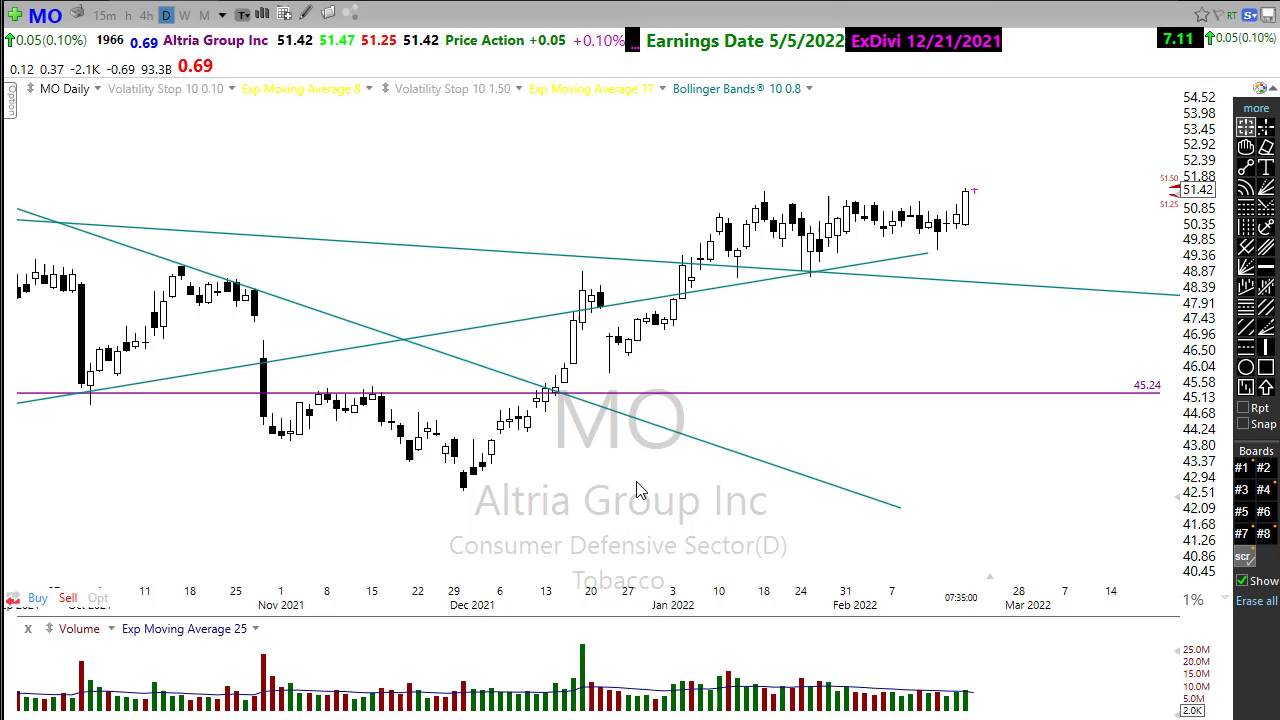 MO 15m h 4h D W M T RT S
0.05(0.10%) 1966 0.69 Altria Group Inc 51.42 51.47 51.25 51.42 Price Action +0.05 +0.10% ... Earnings Date 5/5/2022 ExDivi 12/21/2021 7.11 0.05(0.10%)
0.12 0.37 -2.1K -0.69 93.3B 0.69
Option MO Daily Volatility Stop 10 0.10 Exp Moving Average 8 Volatility Stop 10 1.50 Exp Moving Average 17 Bollinger Bands® 10 0.8
more
54.52
53.98
53.45
52.92
52.39
51.88
51.50
51.42
51.25
50.85
50.35
49.85
49.36
48.87
48.39
47.91
47.43
46.96
46.50
46.04
45.58
45.24
45.13
44.68
44.24
43.80
43.37
42.94
42.51
42.09
41.68
41.26
40.86
40.45
MO
Altria Group Inc
Consumer Defensive Sector(D)
Tobacco
Rpt
Snap
Boards
#1 #2
#3 #4
#5 #6
#7 #8
scr
Show
Erase all
11 18 25 1 8 15 22 29 6 13 20 27 3 10 18 24 31 7 28 7 14
Buy Sell Opt 1%
Nov 2021 Dec 2021 Jan 2022 Feb 2022 07:35:00 Mar 2022
X Volume Exp Moving Average 25
25.0M
20.0M
15.0M
10.0M
5.0M
2.0K